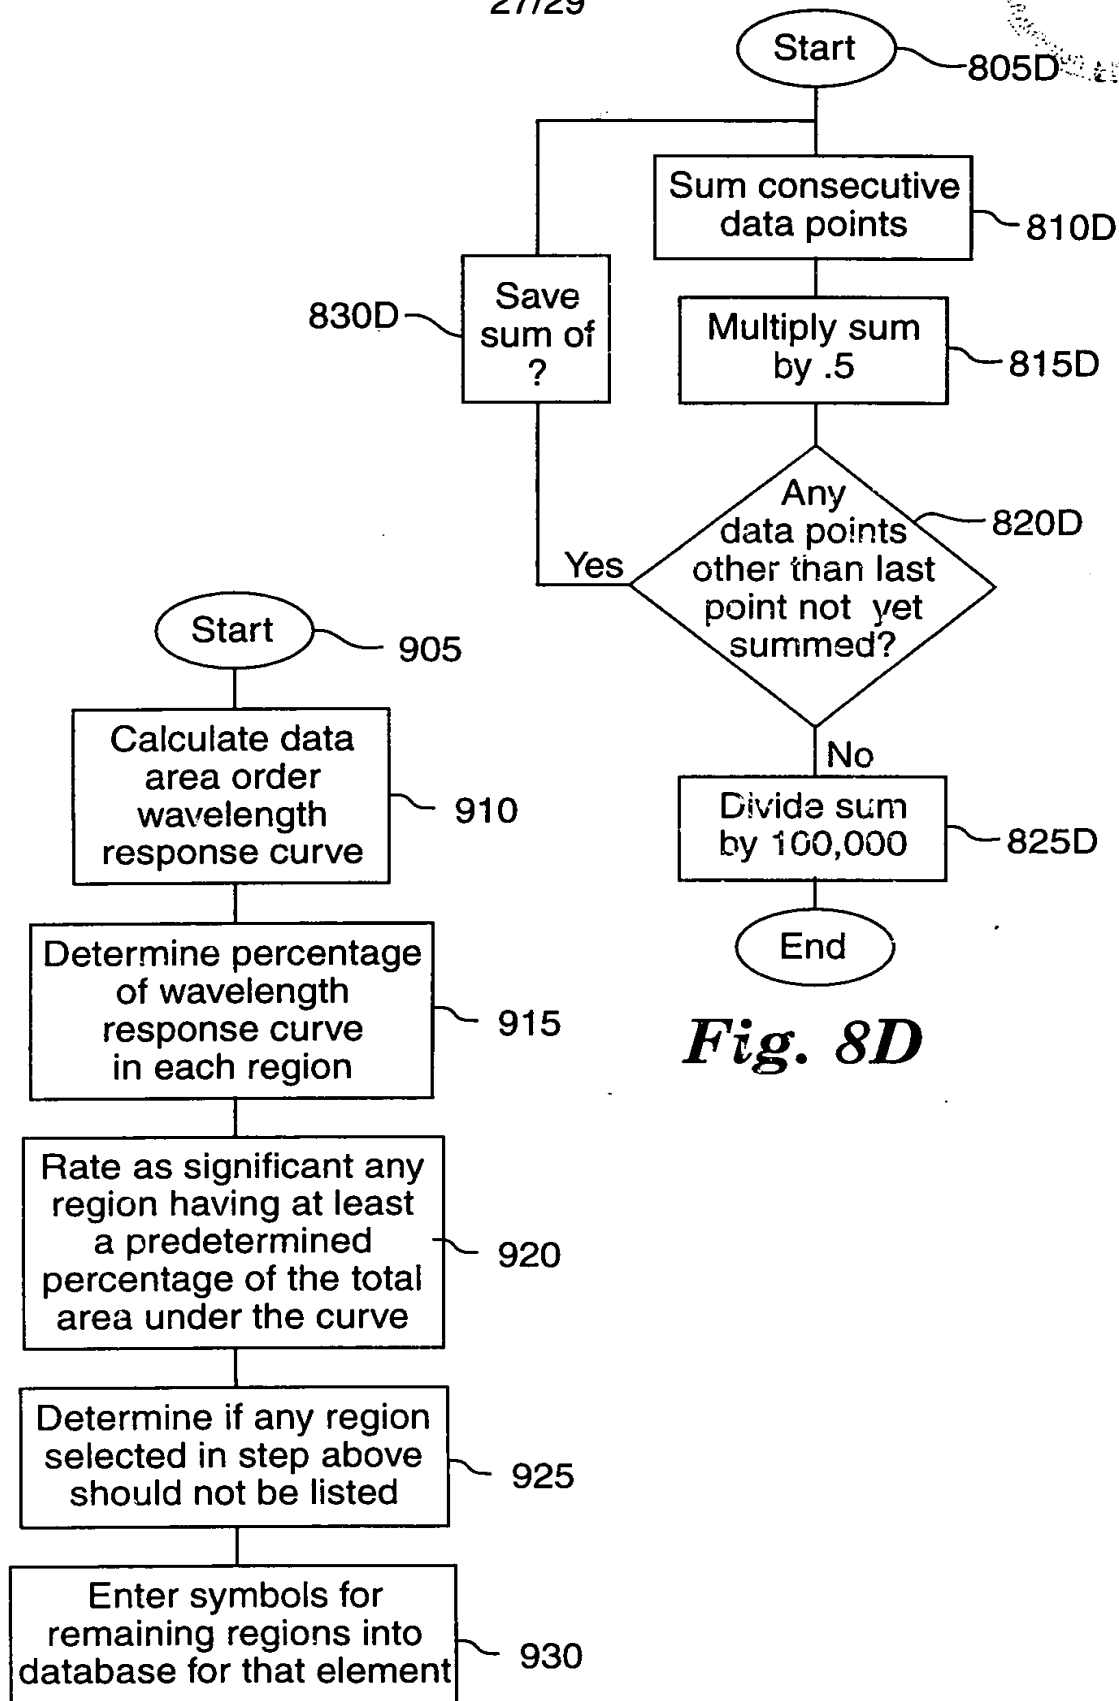 27/29
Start
805D
Sum consecutive
data points
810D
830D
Save
sum of
?
Multiply sum
by .5
815D
Any
data points
other than last
point not yet
summed?
820D
Yes
No
Divide sum
by 100,000
825D
End
Fig. 8D
Start
905
Calculate data
area order
wavelength
response curve
910
Determine percentage
of wavelength
response curve
in each region
915
Rate as significant any
region having at least
a predetermined
percentage of the total
area under the curve
920
Determine if any region
selected in step above
should not be listed
925
Enter symbols for
remaining regions into
database for that element
930